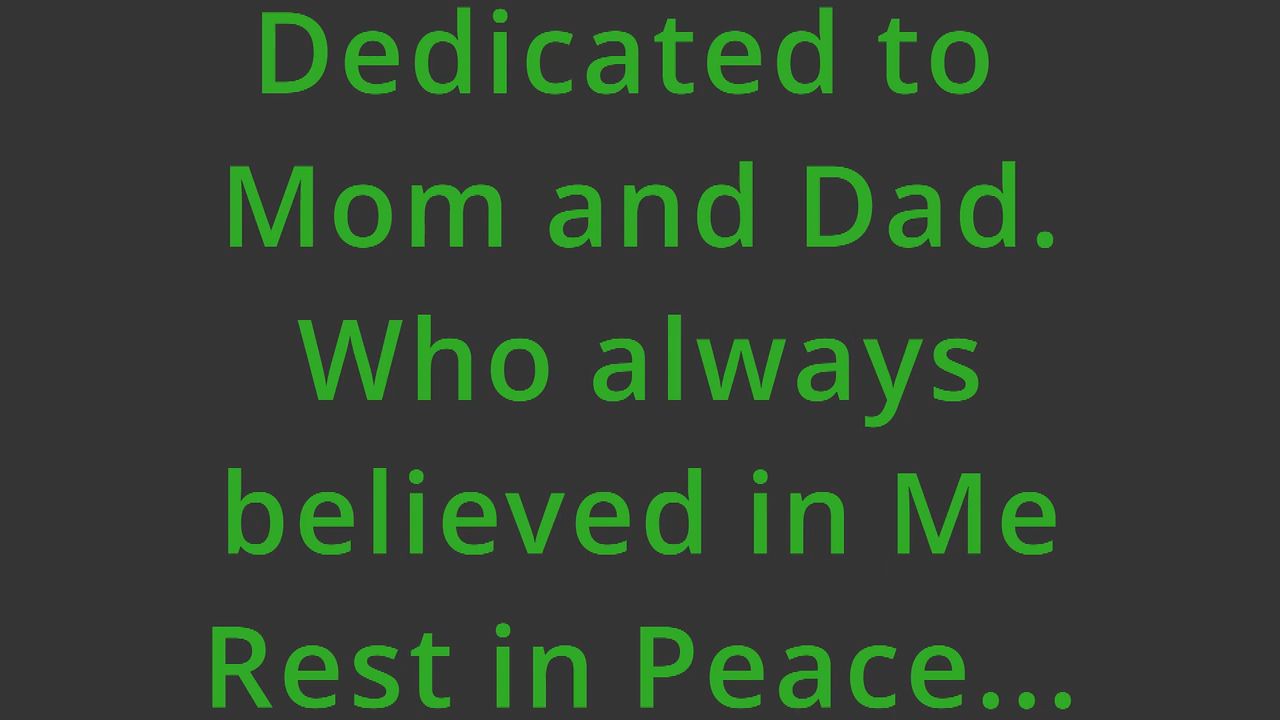 Dedicated to
Mom and Dad.
Who always
believed in Me
Rest in Peace...